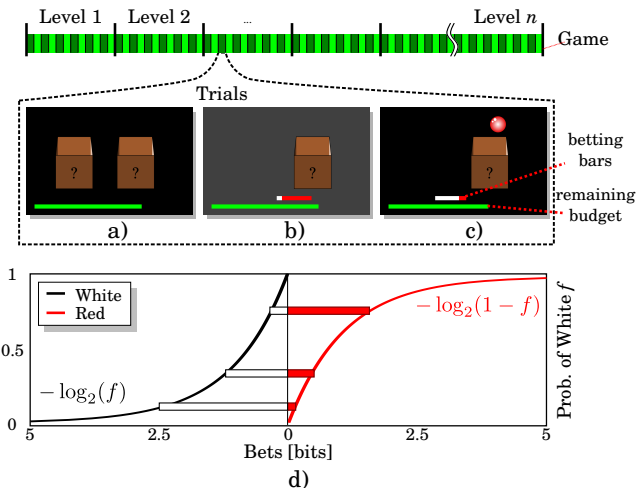 Level 1 Level 2 ... Level n
Game
Trials
? ? ? ?
betting
bars
remaining
budget
a) b) c)
1
White
Red
−log₂(1 − f)
0.5
−log₂(f)
0
5 2.5 0 2.5 5
Bets [bits]
Prob. of White f
d)